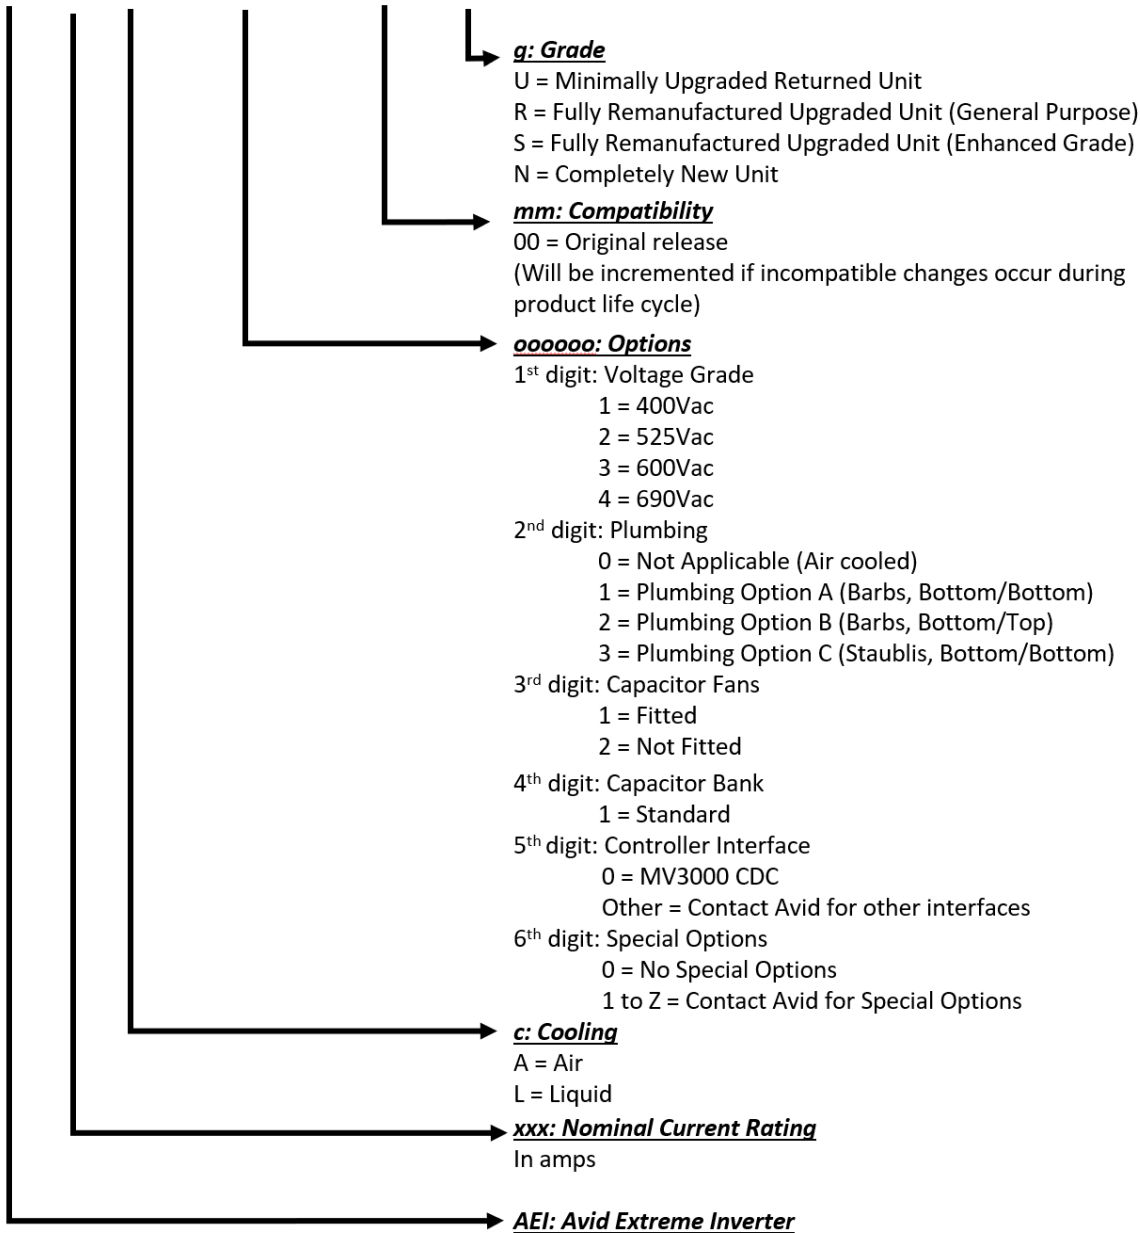 g: Grade
U = Minimally Upgraded Returned Unit
R = Fully Remanufactured Upgraded Unit (General Purpose)
S = Fully Remanufactured Upgraded Unit (Enhanced Grade)
N = Completely New Unit
mm: Compatibility
00 = Original release
(Will be incremented if incompatible changes occur during
product life cycle)
oooooo: Options
1st digit: Voltage Grade
1 = 400Vac
2 = 525Vac
3 = 600Vac
4 = 690Vac
2nd digit: Plumbing
0 = Not Applicable (Air cooled)
1 = Plumbing Option A (Barbs, Bottom/Bottom)
2 = Plumbing Option B (Barbs, Bottom/Top)
3 = Plumbing Option C (Staublis, Bottom/Bottom)
3rd digit: Capacitor Fans
1 = Fitted
2 = Not Fitted
4th digit: Capacitor Bank
1 = Standard
5th digit: Controller Interface
0 = MV3000 CDC
Other = Contact Avid for other interfaces
6th digit: Special Options
0 = No Special Options
1 to Z = Contact Avid for Special Options
c: Cooling
A = Air
L = Liquid
xxx: Nominal Current Rating
In amps
AEI: Avid Extreme Inverter